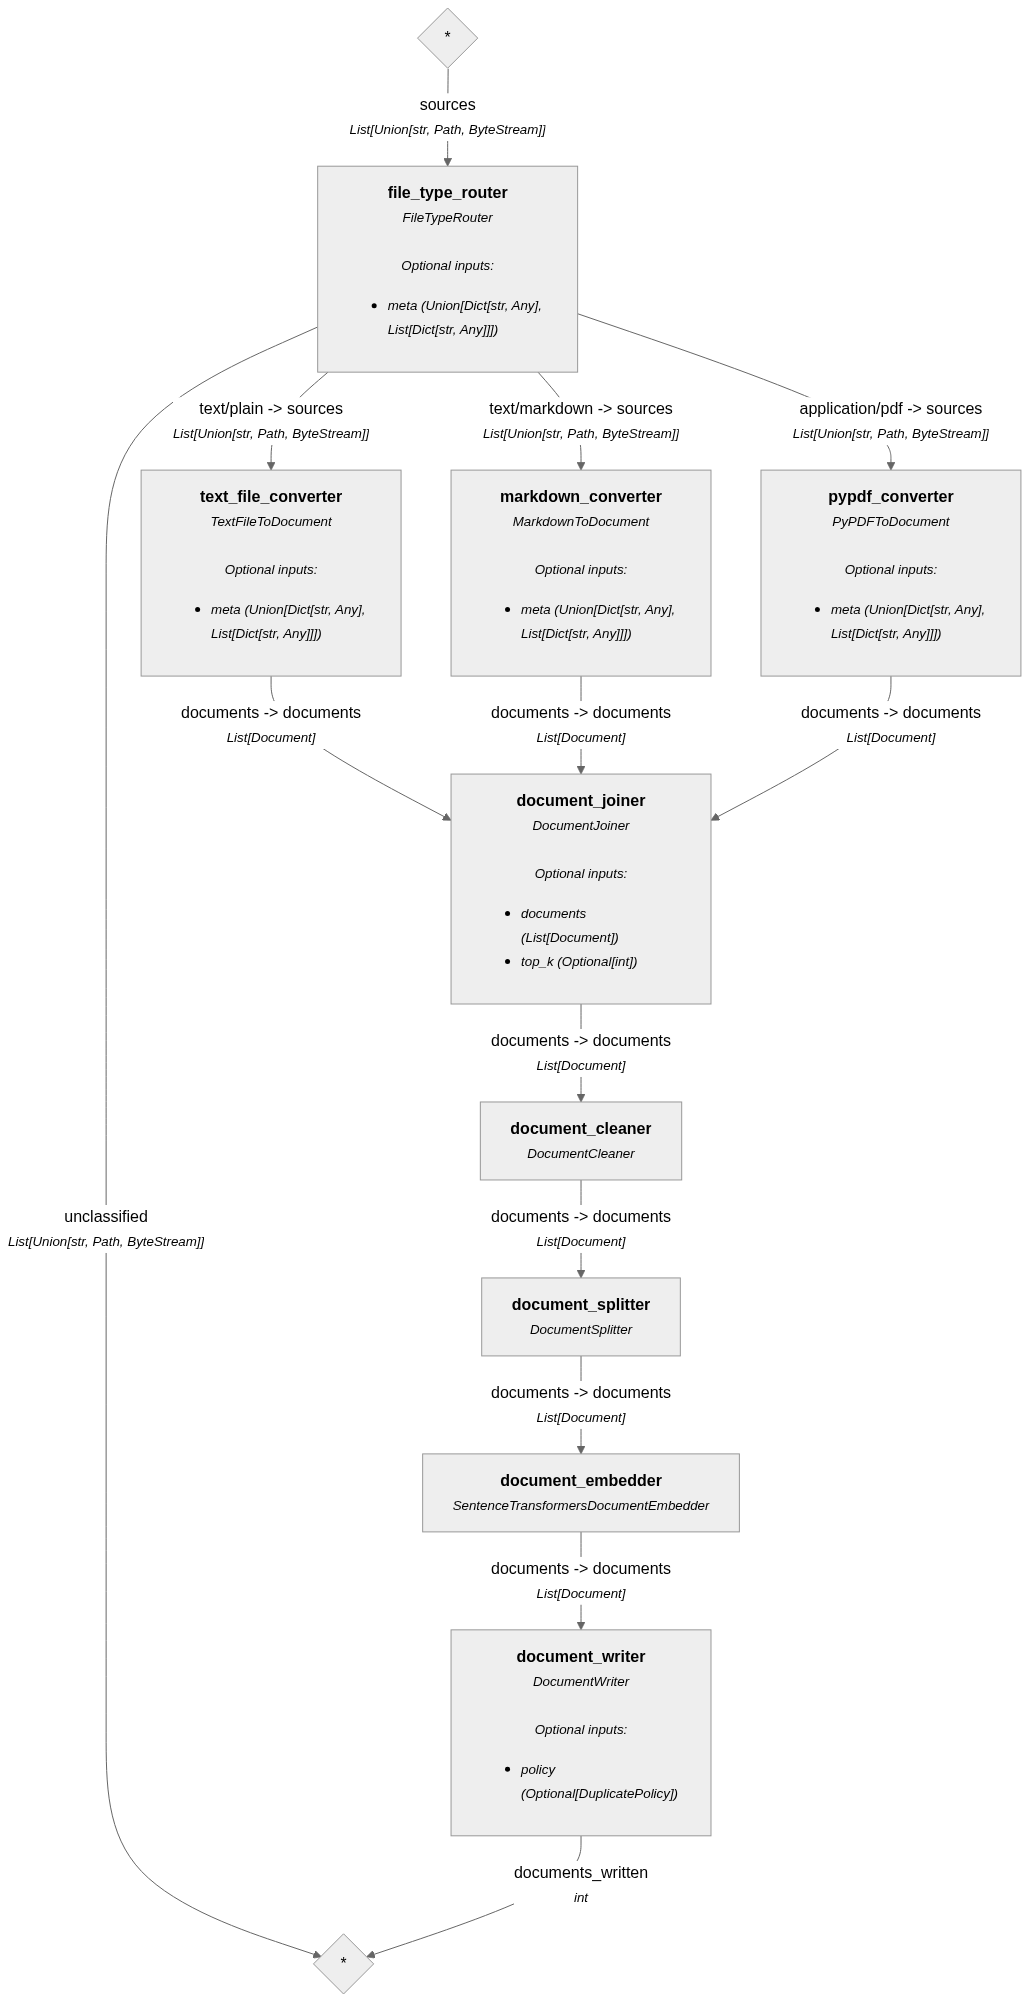 *
sources
List[Union[str, Path, ByteStream]]
file_type_router
FileTypeRouter
Optional inputs:
meta (Union[Dict[str, Any],
List[Dict[str, Any]]])
text/plain -> sources
List[Union[str, Path, ByteStream]]
text/markdown -> sources
List[Union[str, Path, ByteStream]]
application/pdf -> sources
List[Union[str, Path, ByteStream]]
text_file_converter
TextFileToDocument
Optional inputs:
meta (Union[Dict[str, Any],
List[Dict[str, Any]]])
markdown_converter
MarkdownToDocument
Optional inputs:
meta (Union[Dict[str, Any],
List[Dict[str, Any]]])
pypdf_converter
PyPDFToDocument
Optional inputs:
meta (Union[Dict[str, Any],
List[Dict[str, Any]]])
documents -> documents
List[Document]
documents -> documents
List[Document]
documents -> documents
List[Document]
document_joiner
DocumentJoiner
Optional inputs:
documents
(List[Document])
top_k (Optional[int])
documents -> documents
List[Document]
document_cleaner
DocumentCleaner
unclassified
List[Union[str, Path, ByteStream]]
documents -> documents
List[Document]
document_splitter
DocumentSplitter
documents -> documents
List[Document]
document_embedder
SentenceTransformersDocumentEmbedder
documents -> documents
List[Document]
document_writer
DocumentWriter
Optional inputs:
policy
(Optional[DuplicatePolicy])
documents_written
int
*